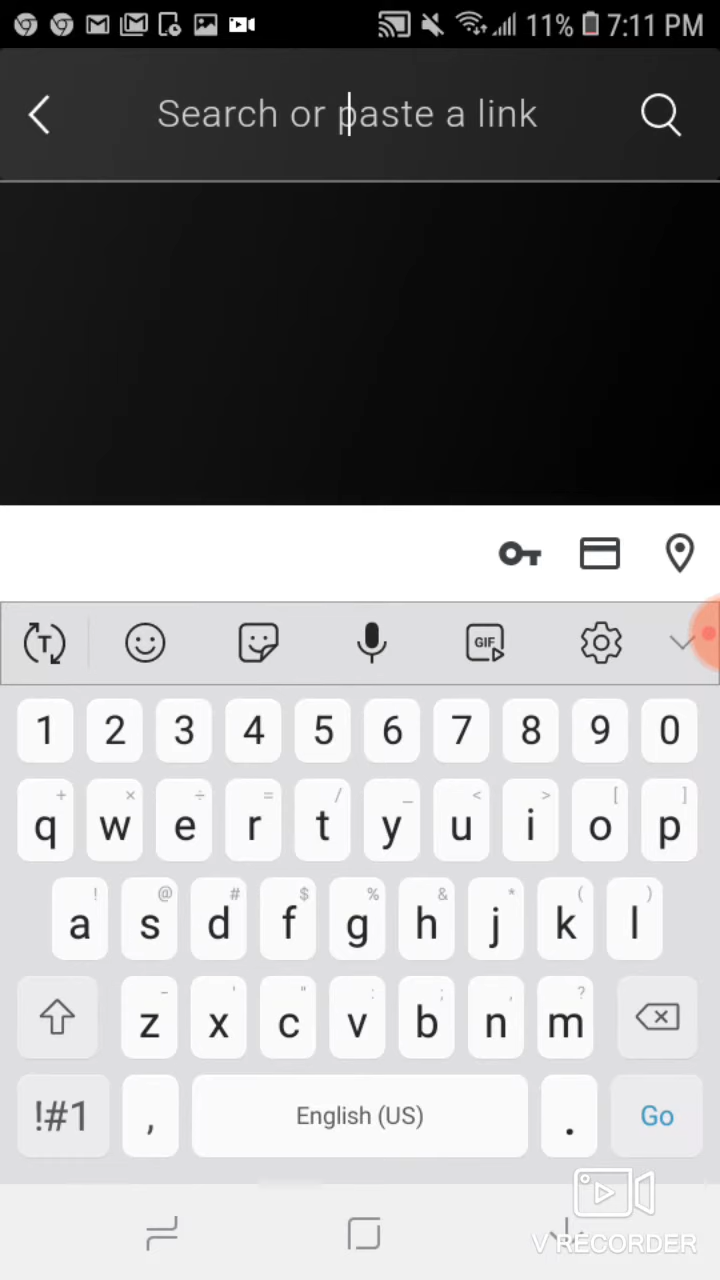 11% 7:11 PM
Search or paste a link
T GIF
1 2 3 4 5 6 7 8 9 0
+ × ÷ = / _ < > [ ]
q w e r t y u i o p
! @ # $ % & * ( )
a s d f g h j k l
- ' " : ; , ?
z x c v b n m
!#1 , English (US) . Go
V RECORDER